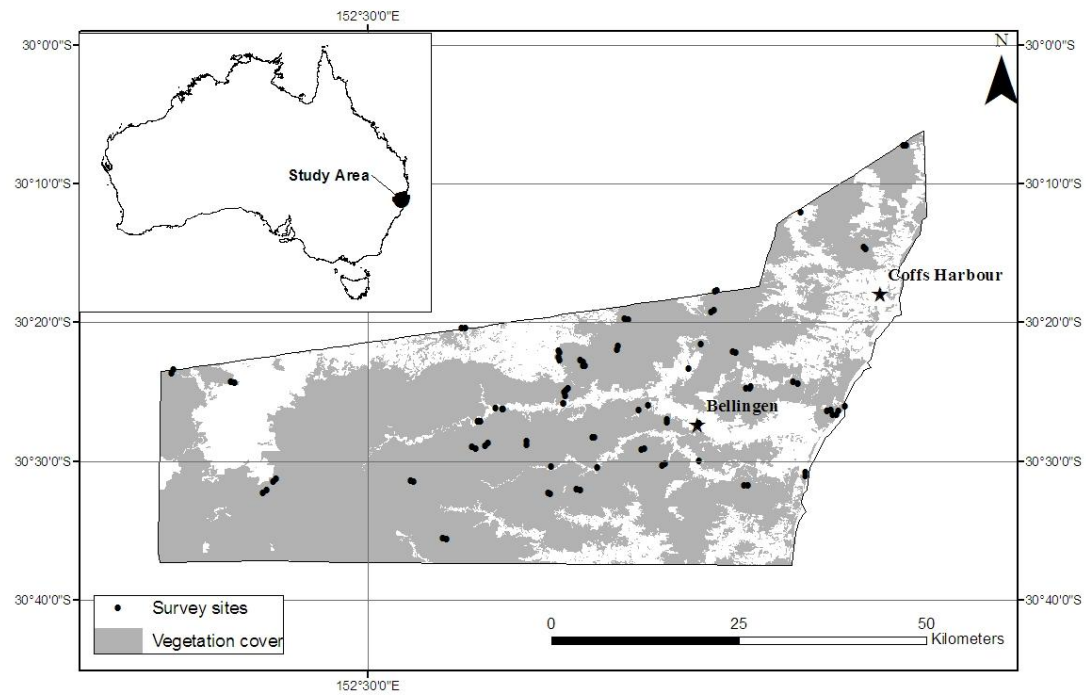 152°30'0"E
30°0'0"S
30°0'0"S
N
Study Area
30°10'0"S
30°10'0"S
Coffs Harbour
30°20'0"S
30°20'0"S
Bellingen
30°30'0"S
30°30'0"S
30°40'0"S
30°40'0"S
Survey sites
Vegetation cover
0 25 50
Kilometers
152°30'0"E